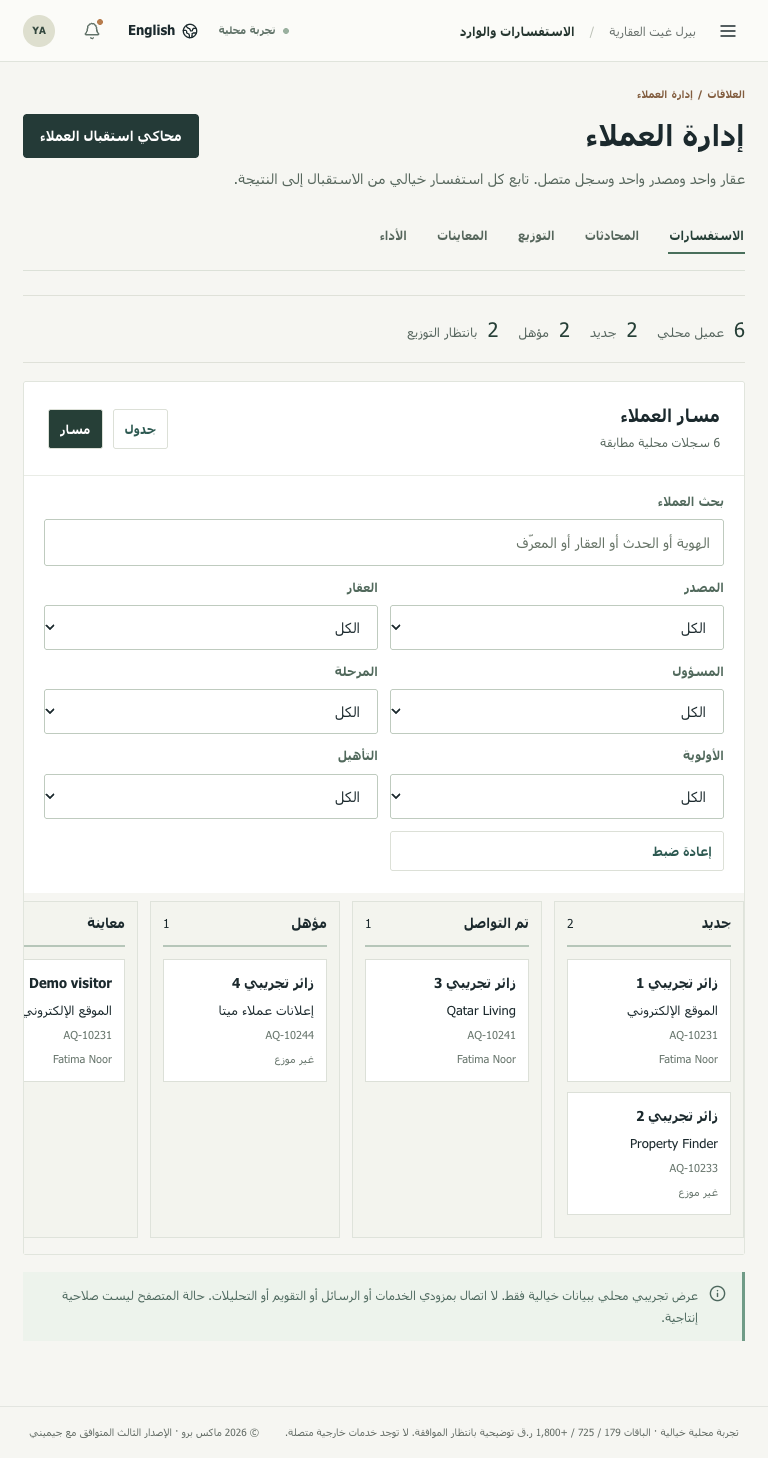 بيرل غيت العقارية / الاستفسارات والوارد
تجربة محلية
English
YA
العلاقات / إدارة العملاء
إدارة العملاء
محاكي استقبال العملاء
عقار واحد ومصدر واحد وسجل متصل. تابع كل استفسار خيالي من الاستقبال إلى النتيجة.
الاستفسارات المحادثات التوزيع المعاينات الأداء
6 عميل محلي 2 جديد 2 مؤهل 2 بانتظار التوزيع
مسار العملاء
6 سجلات محلية مطابقة
جدول
مسار
بحث العملاء
الهوية أو الحدث أو العقار أو المعرّف
المصدر
العقار
الكل
الكل
المسؤول
المرحلة
الكل
الكل
الأولوية
التأهيل
الكل
الكل
إعادة ضبط
جديد 2
زائر تجريبي 1
الموقع الإلكتروني
AQ-10231
Fatima Noor
زائر تجريبي 2
Property Finder
AQ-10233
غير موزع
تم التواصل 1
زائر تجريبي 3
Qatar Living
AQ-10241
Fatima Noor
مؤهل 1
زائر تجريبي 4
إعلانات عملاء ميتا
AQ-10244
غير موزع
معاينة
Demo visitor
الموقع الإلكتروني
AQ-10231
Fatima Noor
عرض تجريبي محلي ببيانات خيالية فقط. لا اتصال بمزودي الخدمات أو الرسائل أو التقويم أو التحليلات. حالة المتصفح ليست صلاحية
إنتاجية.
تجربة محلية خيالية · الباقات 179 / 725 / +1,800 ر.ق توضيحية بانتظار الموافقة. لا توجد خدمات خارجية متصلة.
© 2026 ماكس برو · الإصدار الثالث المتوافق مع جيميني